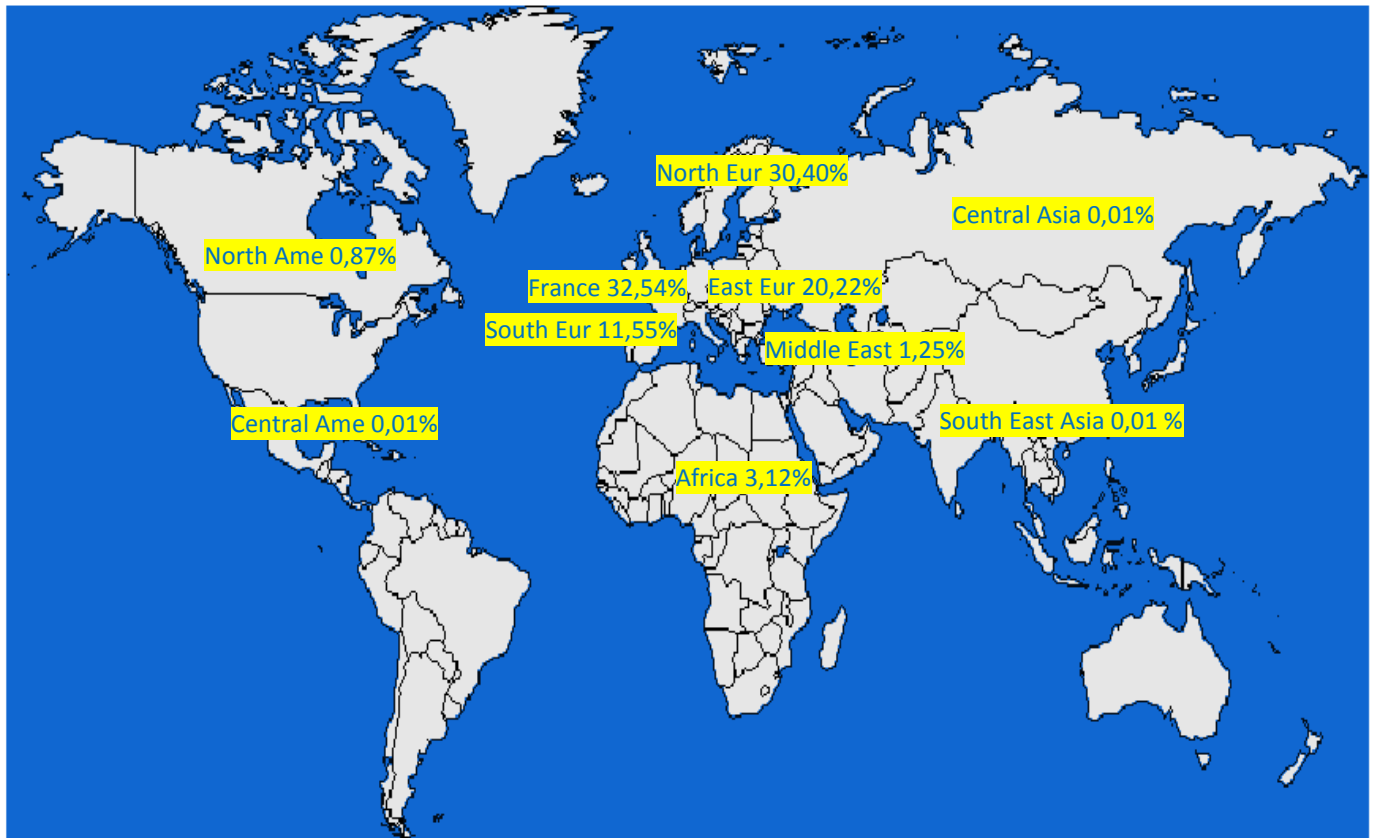 North Eur 30,40%
Central Asia 0,01%
North Ame 0,87%
France 32,54%
East Eur 20,22%
South Eur 11,55%
Middle East 1,25%
Central Ame 0,01%
South East Asia 0,01 %
Africa 3,12%